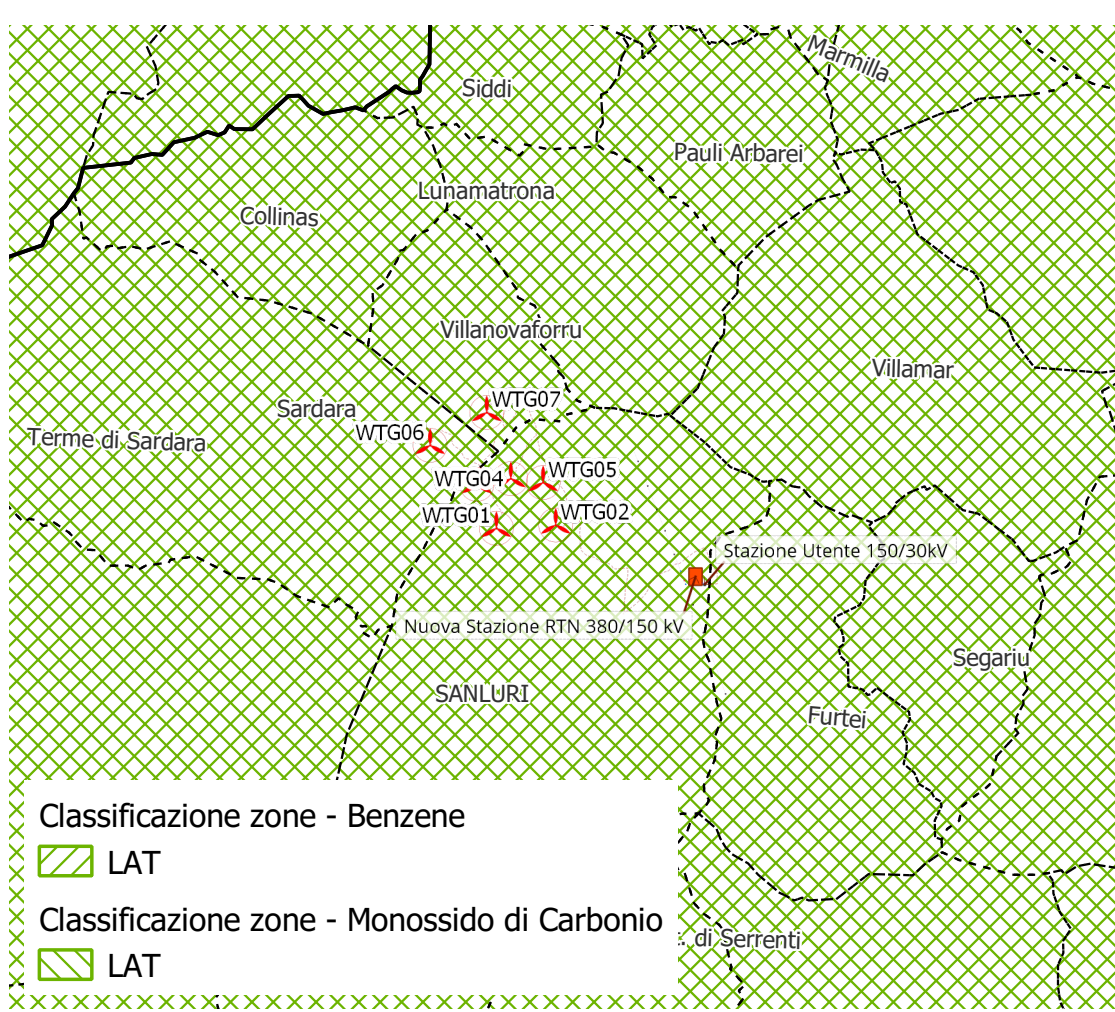 Marmilla
Siddi
Pauli Arbarei
Lunamatrona
Collinas
Villanovaforru
Villamar
WTG07
Sardara
WTG06
Terme di Sardara
WTG04
WTG05
WTG01
WTG02
Stazione Utente 150/30kV
Nuova Stazione RTN 380/150 kV
Segariu
SANLURI
Furtei
Classificazione zone - Benzene
LAT
Classificazione zone - Monossido di Carbonio
LAT
. di Serrenti